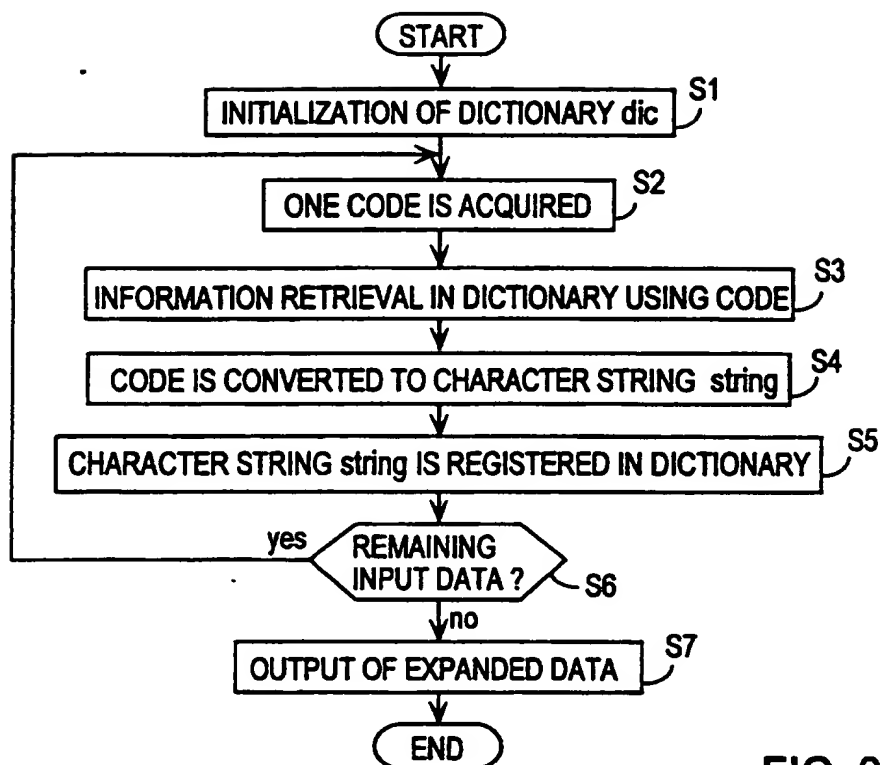 START
INITIALIZATION OF DICTIONARY dic
S1
ONE CODE IS ACQUIRED
S2
INFORMATION RETRIEVAL IN DICTIONARY USING CODE
S3
CODE IS CONVERTED TO CHARACTER STRING string
S4
CHARACTER STRING string IS REGISTERED IN DICTIONARY
S5
yes
REMAINING
INPUT DATA ?
S6
no
OUTPUT OF EXPANDED DATA
S7
END